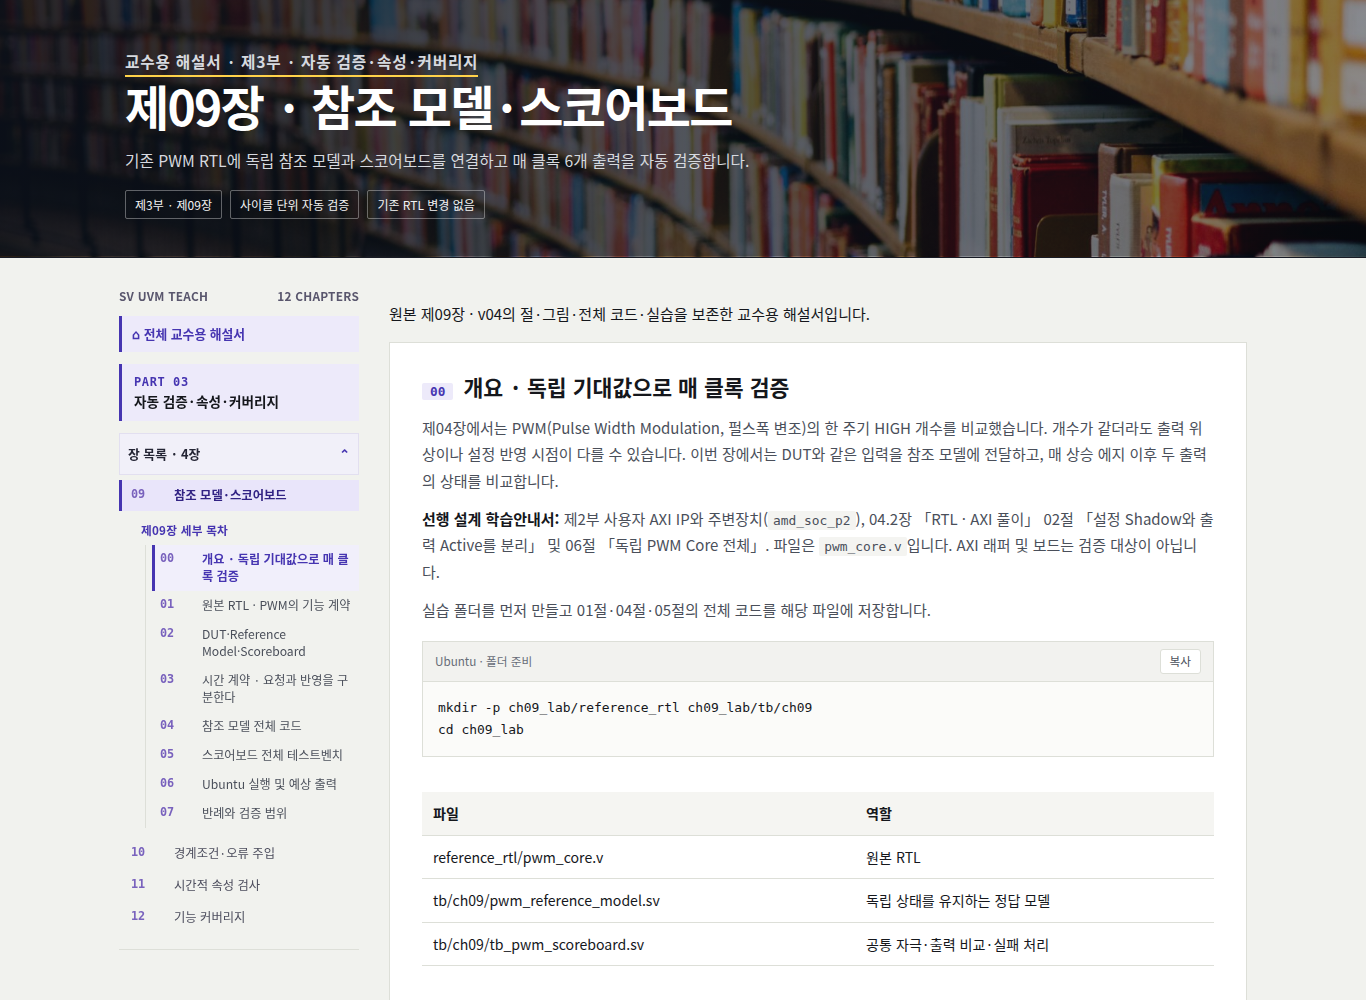 교수용 해설서 · 제3부 · 자동 검증·속성·커버리지
제09장 · 참조 모델·스코어보드
기존 PWM RTL에 독립 참조 모델과 스코어보드를 연결하고 매 클록 6개 출력을 자동 검증합니다.
제3부 · 제09장
사이클 단위 자동 검증
기존 RTL 변경 없음
SV UVM TEACH
12 CHAPTERS
⌂ 전체 교수용 해설서
PART 03
자동 검증·속성·커버리지
장 목록 · 4장
09 참조 모델·스코어보드
제09장 세부 목차
00 개요 · 독립 기대값으로 매 클
록 검증
01 원본 RTL · PWM의 기능 계약
02 DUT·Reference
Model·Scoreboard
03 시간 계약 · 요청과 반영을 구
분한다
04 참조 모델 전체 코드
05 스코어보드 전체 테스트벤치
06 Ubuntu 실행 및 예상 출력
07 반례와 검증 범위
10 경계조건·오류 주입
11 시간적 속성 검사
12 기능 커버리지
원본 제09장 · v04의 절·그림·전체 코드·실습을 보존한 교수용 해설서입니다.
00 개요 · 독립 기대값으로 매 클록 검증
제04장에서는 PWM(Pulse Width Modulation, 펄스폭 변조)의 한 주기 HIGH 개수를 비교했습니다. 개수가 같더라도 출력 위
상이나 설정 반영 시점이 다를 수 있습니다. 이번 장에서는 DUT와 같은 입력을 참조 모델에 전달하고, 매 상승 에지 이후 두 출력
의 상태를 비교합니다.
선행 설계 학습안내서: 제2부 사용자 AXI IP와 주변장치( amd_soc_p2 ), 04.2장 「RTL · AXI 풀이」 02절 「설정 Shadow와 출
력 Active를 분리」 및 06절 「독립 PWM Core 전체」. 파일은 pwm_core.v 입니다. AXI 래퍼 및 보드는 검증 대상이 아닙니
다.
실습 폴더를 먼저 만들고 01절·04절·05절의 전체 코드를 해당 파일에 저장합니다.
Ubuntu · 폴더 준비
복사
mkdir -p ch09_lab/reference_rtl ch09_lab/tb/ch09
cd ch09_lab
파일 역할
reference_rtl/pwm_core.v 원본 RTL
tb/ch09/pwm_reference_model.sv 독립 상태를 유지하는 정답 모델
tb/ch09/tb_pwm_scoreboard.sv 공통 자극·출력 비교·실패 처리